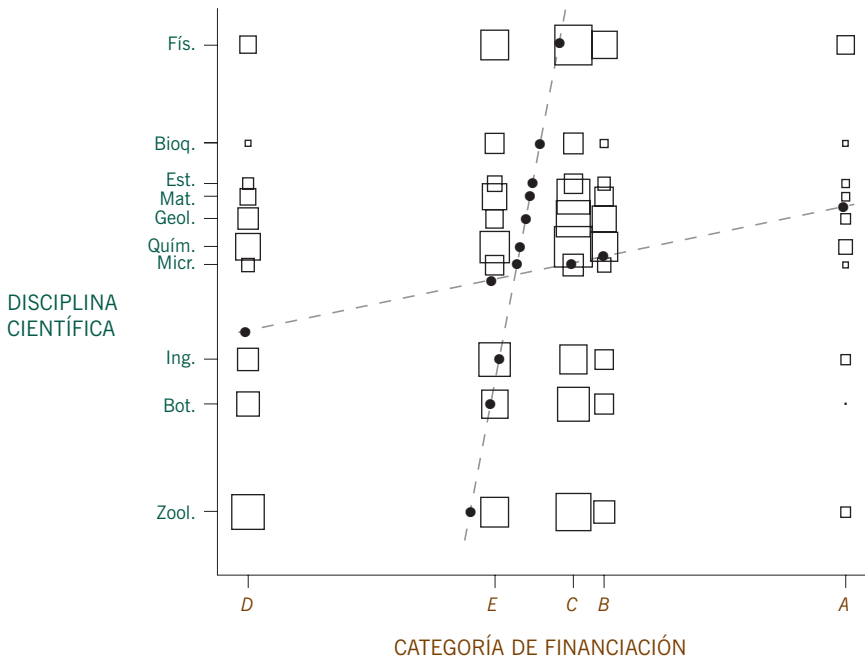 Fís.
Bioq.
Est.
Mat.
Geol.
Quím.
Micr.
DISCIPLINA
CIENTÍFICA
Ing.
Bot.
Zool.
D E C B A
CATEGORÍA DE FINANCIACIÓN